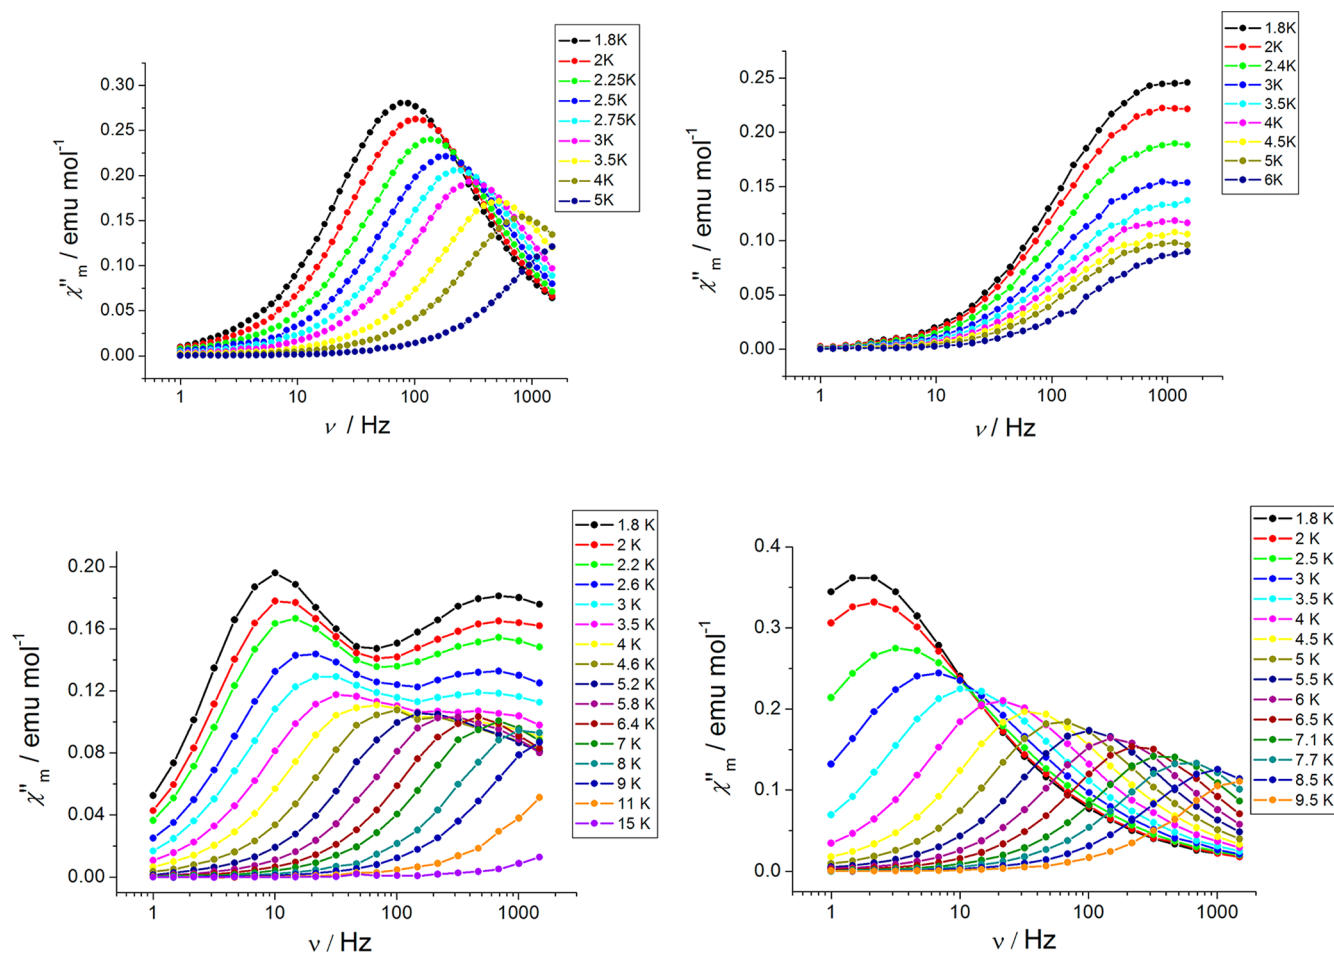 1.8K
2K
2.25K
2.5K
2.75K
3K
3.5K
4K
5K
0.30
0.25
0.20
0.15
0.10
0.05
0.00
χ"m / emu mol-1
1
10
100
1000
ν / Hz
1.8K
2K
2.4K
3K
3.5K
4K
4.5K
5K
6K
0.25
0.20
0.15
0.10
0.05
0.00
χ"m / emu mol-1
1
10
100
1000
ν / Hz
1.8 K
2 K
2.2 K
2.6 K
3 K
3.5 K
4 K
4.6 K
5.2 K
5.8 K
6.4 K
7 K
8 K
9 K
11 K
15 K
0.20
0.16
0.12
0.08
0.04
0.00
χ"m / emu mol-1
1
10
100
1000
ν / Hz
1.8 K
2 K
2.5 K
3 K
3.5 K
4 K
4.5 K
5 K
5.5 K
6 K
6.5 K
7.1 K
7.7 K
8.5 K
9.5 K
0.4
0.3
0.2
0.1
0.0
χ"m / emu mol-1
1
10
100
1000
ν / Hz